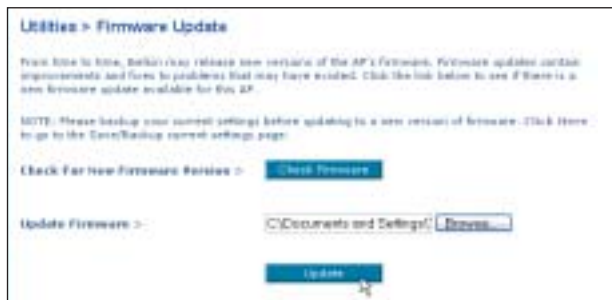 Utilities > Firmware Update
From time to time, Belkin may release new versions of the AP's firmware. Firmware updates contain
improvements and fixes to problems that may have existed. Click the link below to see if there is a
new firmware update available for this AP.
NOTE: Please backup your current settings before updating to a new version of firmware. Click Here
to go to the Save/Backup current settings page.
Check For New Firmware Version >
Check Firmware
Update Firmware >
C:\Documents and Settings\
Browse...
Update